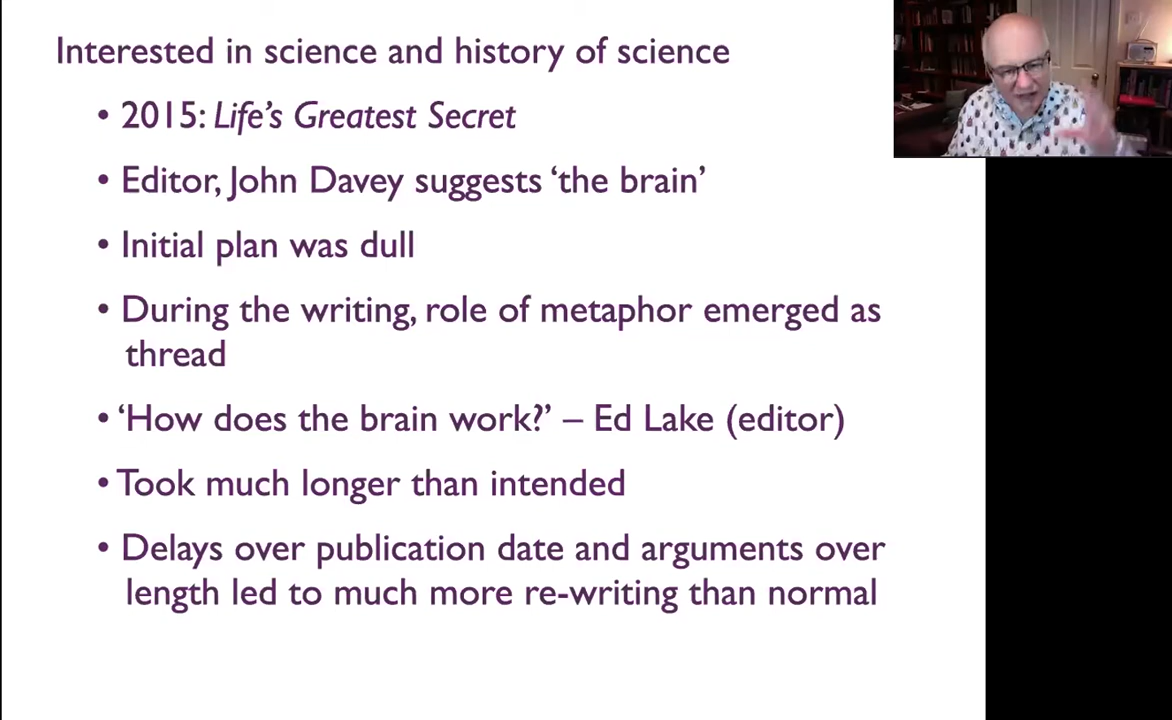 Interested in science and history of science
• 2015: Life's Greatest Secret
• Editor, John Davey suggests ‘the brain’
• Initial plan was dull
• During the writing, role of metaphor emerged as
thread
• ‘How does the brain work?’ – Ed Lake (editor)
• Took much longer than intended
• Delays over publication date and arguments over
length led to much more re-writing than normal